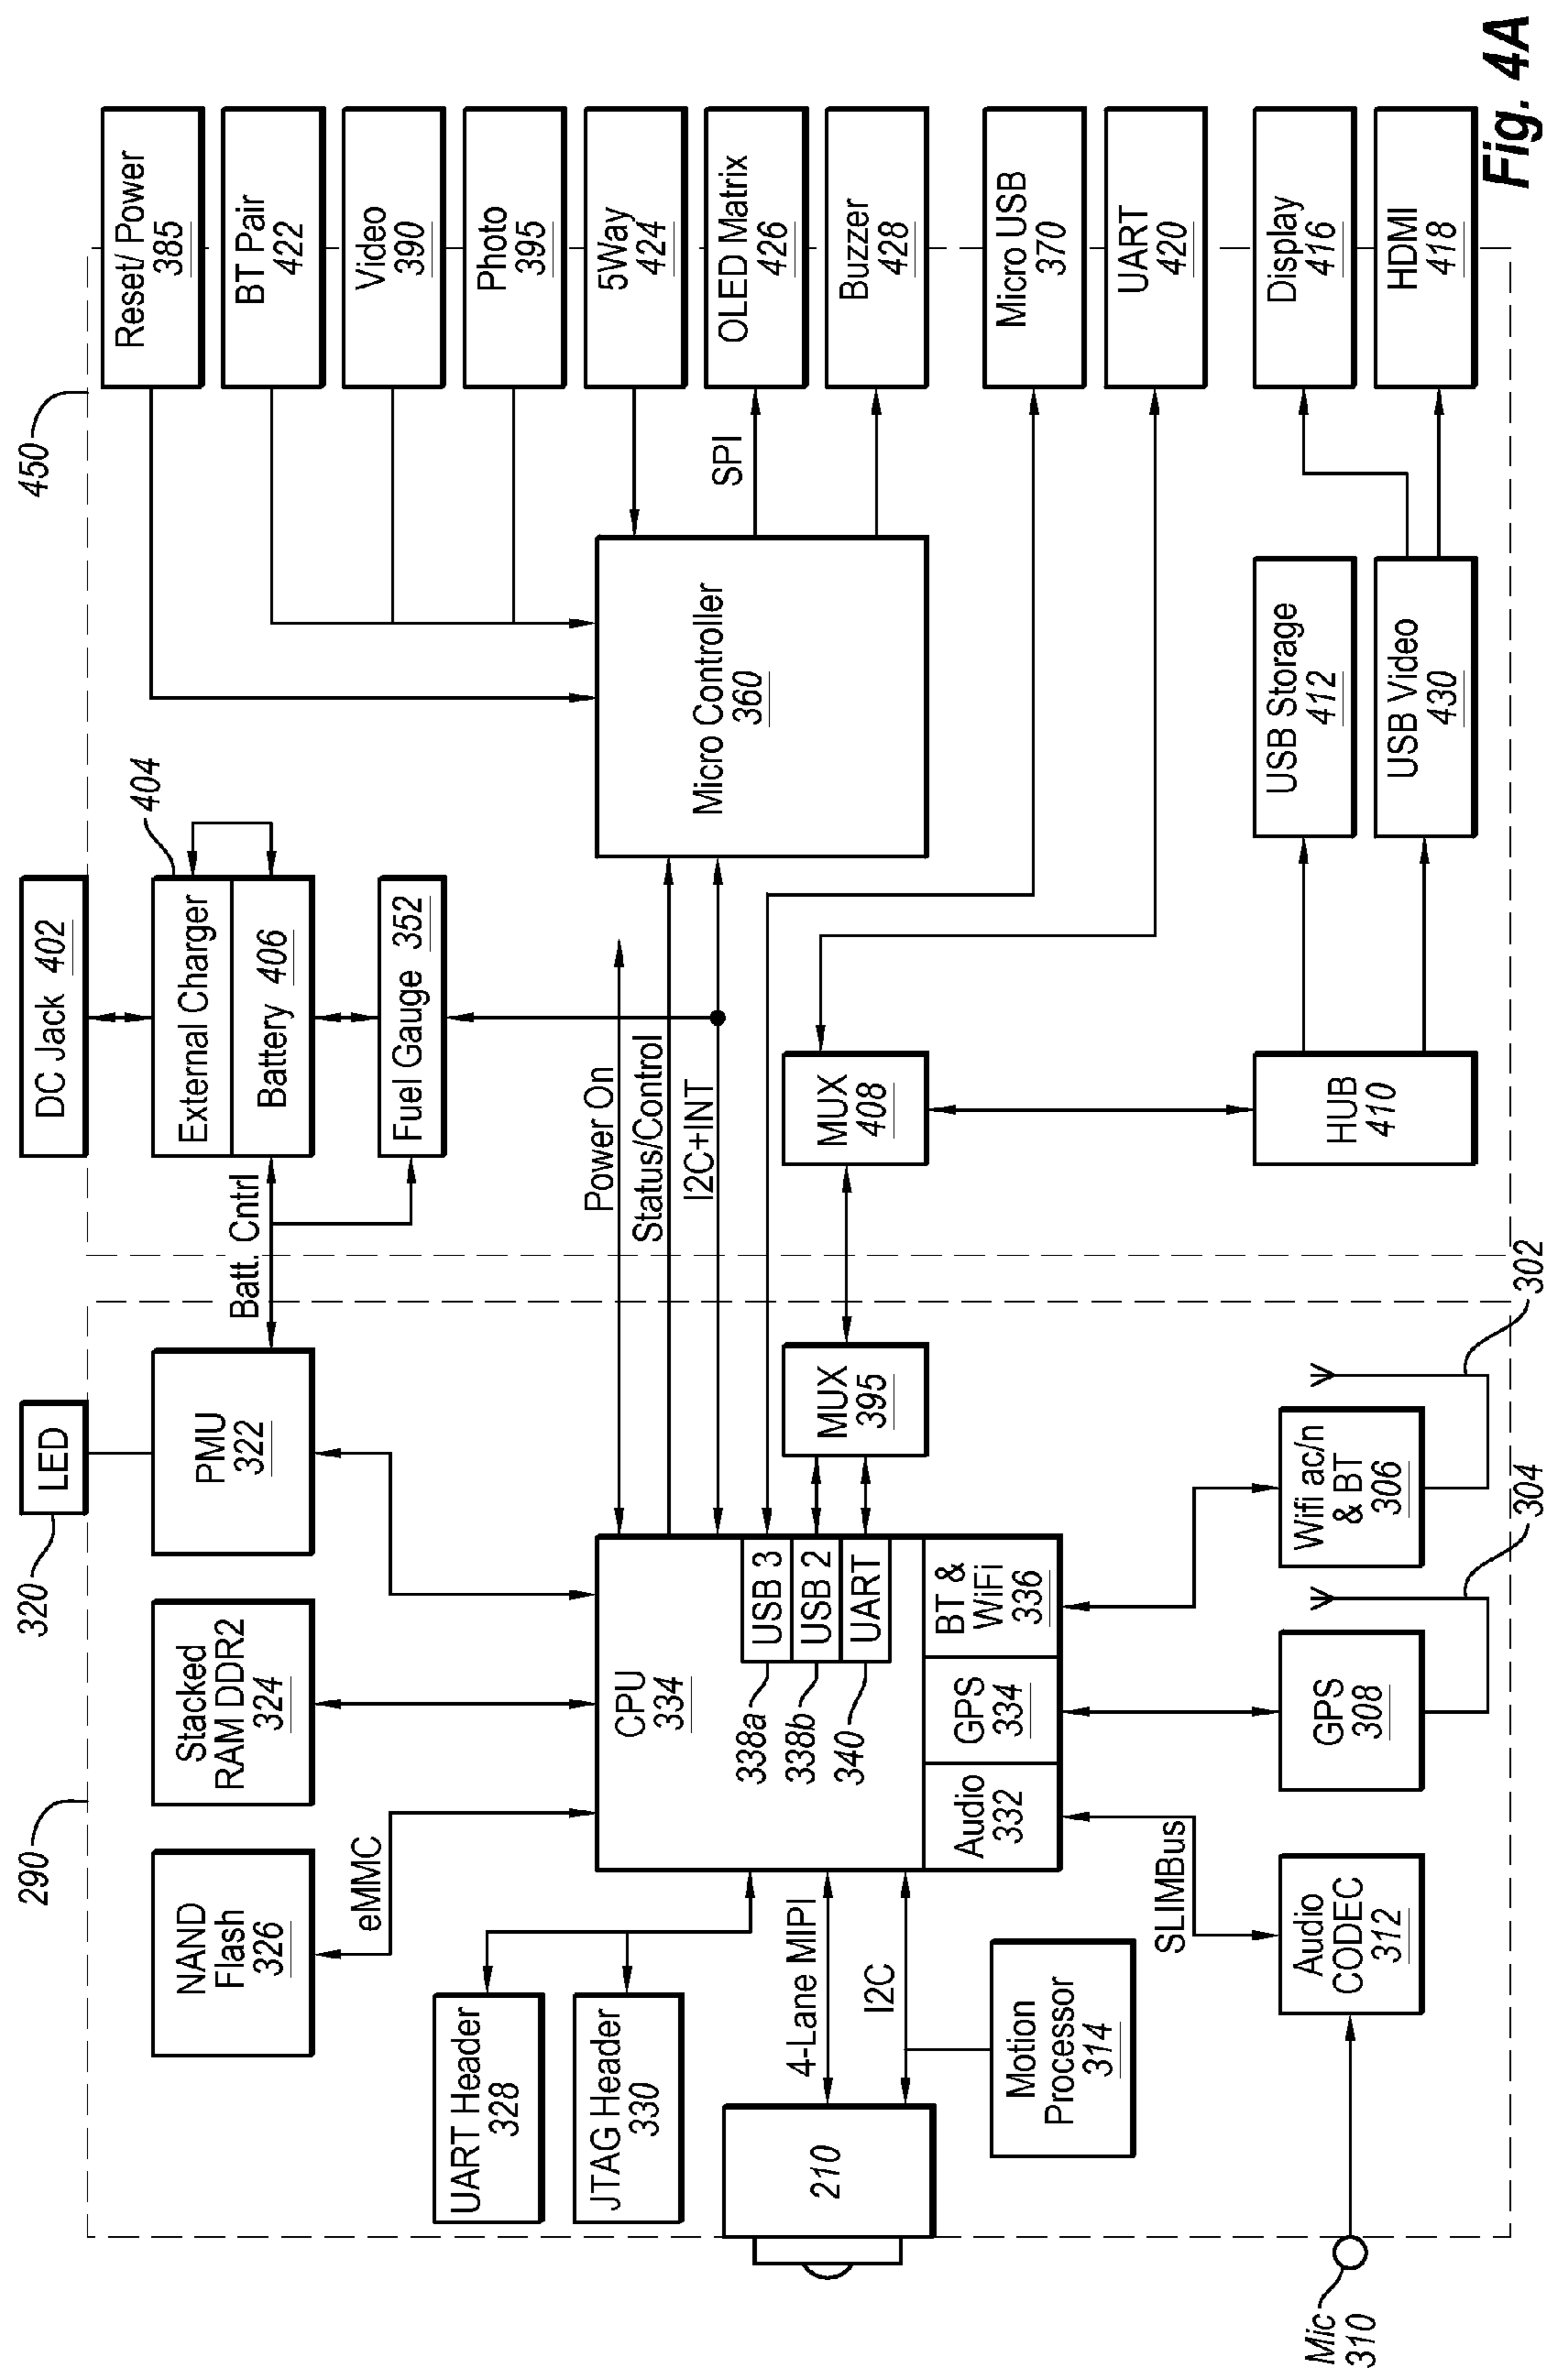 290
320
LED
DC Jack 402
450
NAND
Flash
326
Stacked
RAM DDR2
324
PMU
322
Batt. Cntrl
External Charger
Battery 406
404
Fuel Gauge 352
Reset/ Power
385
BT Pair
422
Video
390
Photo
395
5Way
424
OLED Matrix
426
Buzzer
428
Micro USB
370
UART
420
Display
416
HDMI
418
eMMC
UART Header
328
JTAG Header
330
CPU
334
Power On
Status/Control
I2C+INT
Micro Controller
360
SPI
210
4-Lane MIPI
I2C
338a
338b
340
USB 3
USB 2
UART
MUX
395
MUX
408
Motion
Processor
314
Audio
332
GPS
334
BT &
WiFi
336
SLIMBus
Audio
CODEC
312
GPS
308
Wifi ac/n
& BT
306
HUB
410
USB Storage
412
USB Video
430
Mic
310
304
302
Fig. 4A